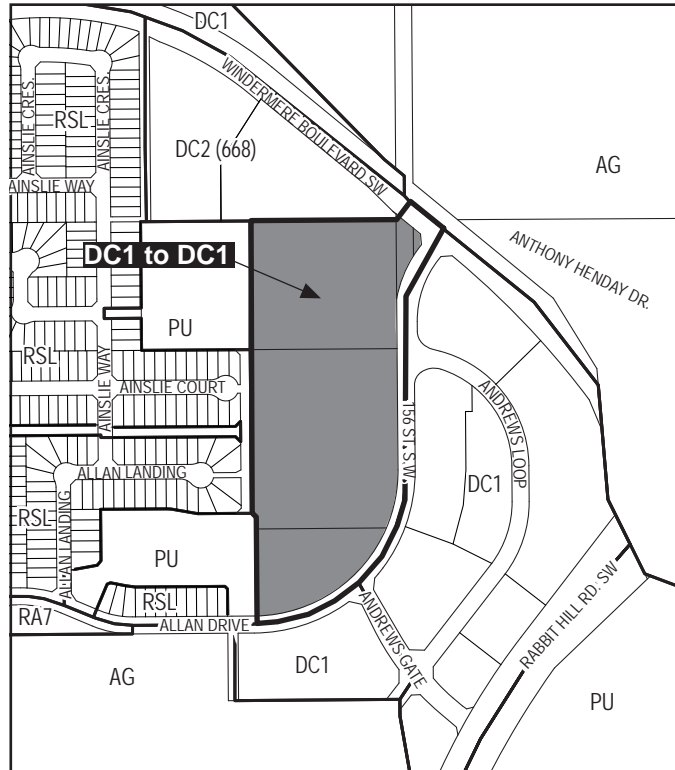 DC1
WINDERMERE BOULEVARD SW
AINSLIE CRES.
AINSLIE CRES.
RSL
DC2 (668)
AG
AINSLIE WAY
ANTHONY HENDAY DR.
DC1 to DC1
PU
RSL
AINSLIE WAY
AINSLIE COURT
156 ST. S.W.
ANDREWS LOOP
ALLAN LANDING
DC1
RSL
ALLAN LANDING
PU
RSL
RA7
ALLAN DRIVE
ANDREWS GATE
RABBIT HILL RD. SW
DC1
AG
PU